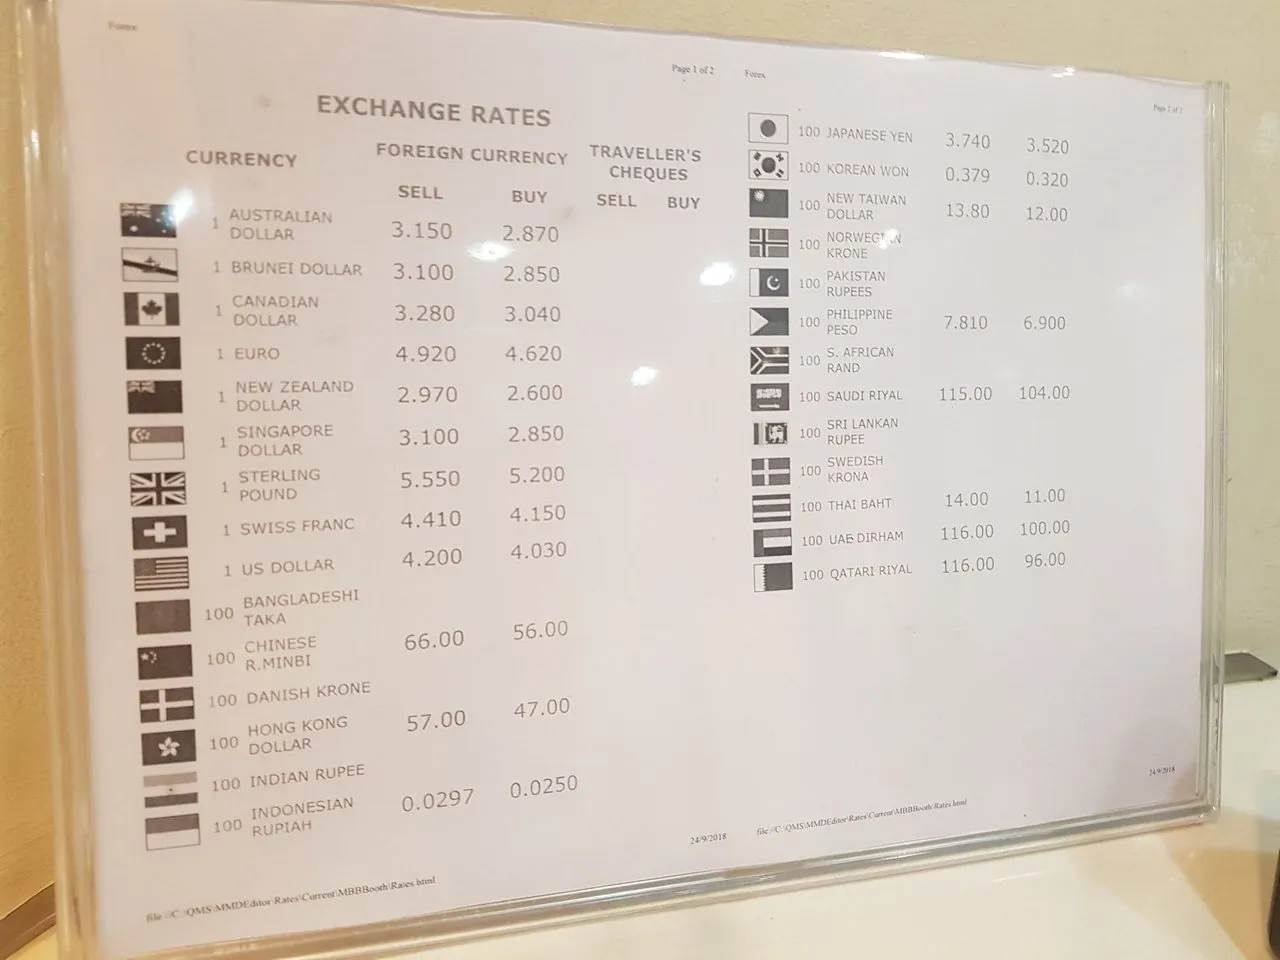 Forex
Page 1 of 2
EXCHANGE RATES
CURRENCY FOREIGN CURRENCY TRAVELLER'S CHEQUES
SELL BUY SELL BUY
1 AUSTRALIAN DOLLAR 3.150 2.870
1 BRUNEI DOLLAR 3.100 2.850
1 CANADIAN DOLLAR 3.280 3.040
1 EURO 4.920 4.620
1 NEW ZEALAND DOLLAR 2.970 2.600
1 SINGAPORE DOLLAR 3.100 2.850
1 STERLING POUND 5.550 5.200
1 SWISS FRANC 4.410 4.150
1 US DOLLAR 4.200 4.030
100 BANGLADESHI TAKA
100 CHINESE R.MINBI 66.00 56.00
100 DANISH KRONE
100 HONG KONG DOLLAR 57.00 47.00
100 INDIAN RUPEE
100 INDONESIAN RUPIAH 0.0297 0.0250
24/9/2018
file://C:\QMS\MMDEditor\Rates\Current\MBBBooth\Rates.html
Forex
Page 2 of 2
100 JAPANESE YEN 3.740 3.520
100 KOREAN WON 0.379 0.320
100 NEW TAIWAN DOLLAR 13.80 12.00
100 NORWEGIAN KRONE
100 PAKISTAN RUPEES
100 PHILIPPINE PESO 7.810 6.900
100 S. AFRICAN RAND
100 SAUDI RIYAL 115.00 104.00
100 SRI LANKAN RUPEE
100 SWEDISH KRONA
100 THAI BAHT 14.00 11.00
100 UAE DIRHAM 116.00 100.00
100 QATARI RIYAL 116.00 96.00
24/9/2018
file://C:\QMS\MMDEditor\Rates\Current\MBBBooth\Rates.html